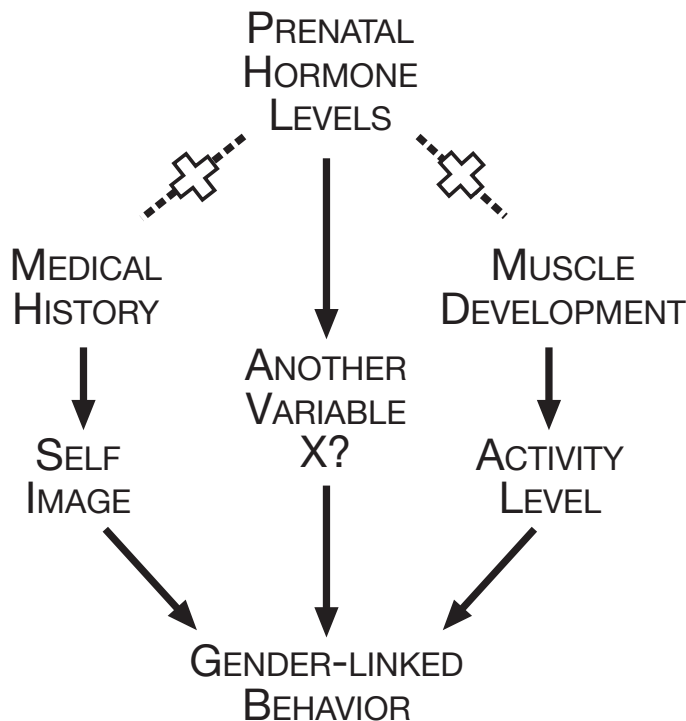 PRENATAL
HORMONE
LEVELS
MEDICAL
HISTORY
MUSCLE
DEVELOPMENT
ANOTHER
VARIABLE
X?
SELF
IMAGE
ACTIVITY
LEVEL
GENDER-LINKED
BEHAVIOR